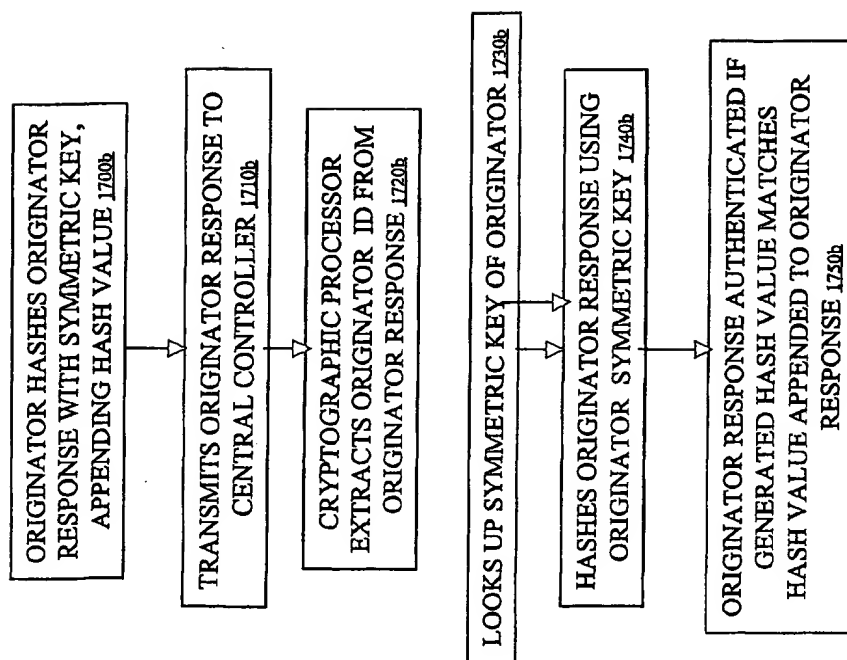 ORIGINATOR HASHES ORIGINATOR
RESPONSE WITH SYMMETRIC KEY,
APPENDING HASH VALUE 1700b
TRANSMITS ORIGINATOR RESPONSE TO
CENTRAL CONTROLLER 1710b
CRYPTOGRAPHIC PROCESSOR
EXTRACTS ORIGINATOR ID FROM
ORIGINATOR RESPONSE 1720b
LOOKS UP SYMMETRIC KEY OF ORIGINATOR 1730b
HASHES ORIGINATOR RESPONSE USING
ORIGINATOR SYMMETRIC KEY 1740b
ORIGINATOR RESPONSE AUTHENTICATED IF
GENERATED HASH VALUE MATCHES
HASH VALUE APPENDED TO ORIGINATOR
RESPONSE 1750b